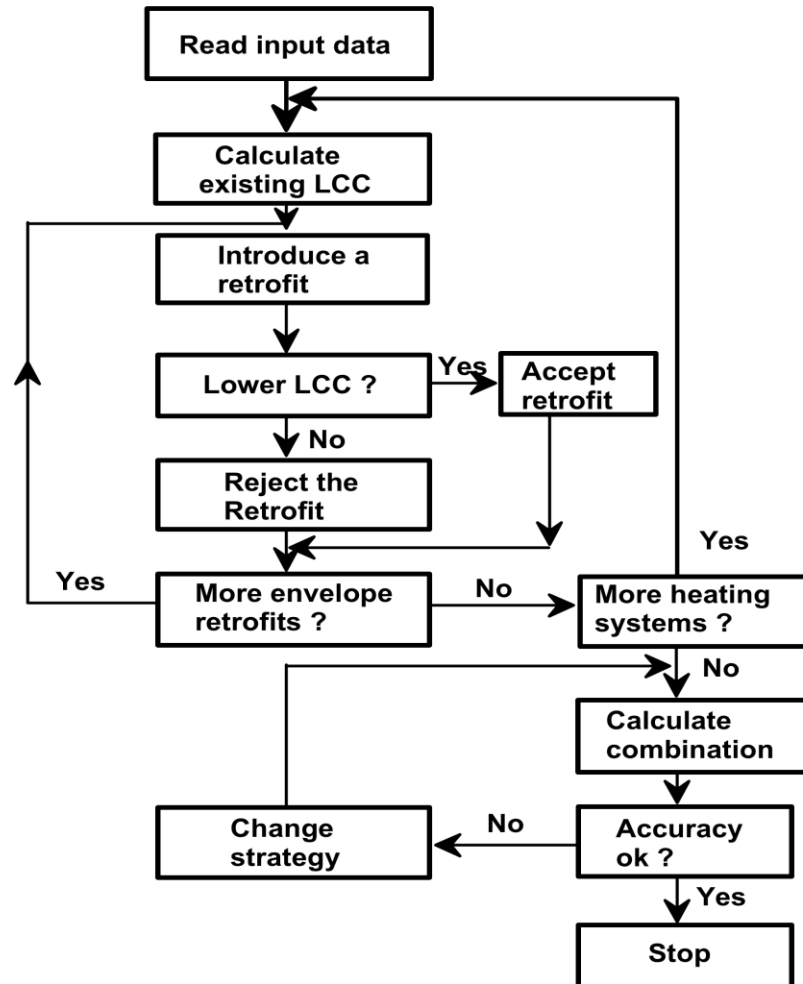 Read input data
Calculate
existing LCC
Introduce a
retrofit
Lower LCC ?
Yes
Accept
retrofit
No
Reject the
Retrofit
Yes
More envelope
retrofits ?
No
More heating
systems ?
Yes
No
Calculate
combination
Change
strategy
No
Accuracy
ok ?
Yes
Stop